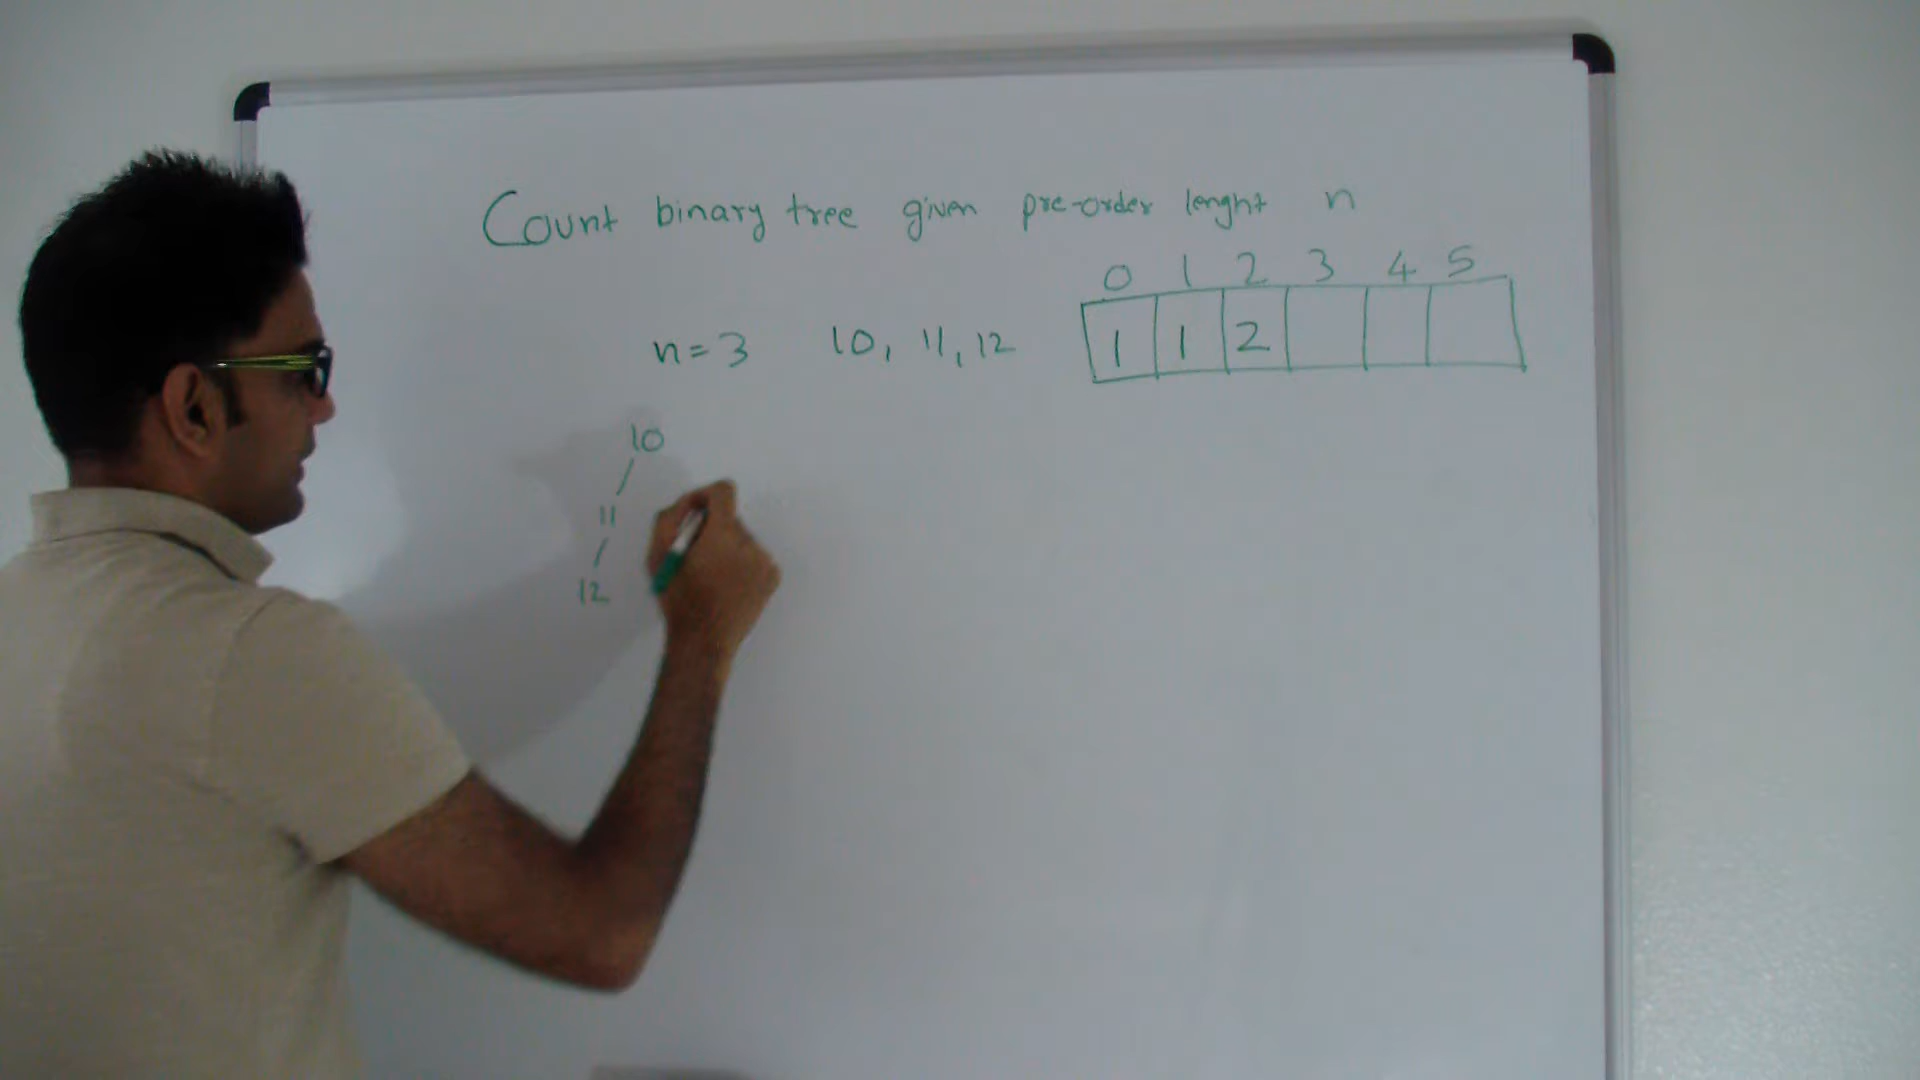 Count binary tree given pre-order lenght n
0 1 2 3 4 5
n=3 10, 11, 12 1 1 2
10
11
12